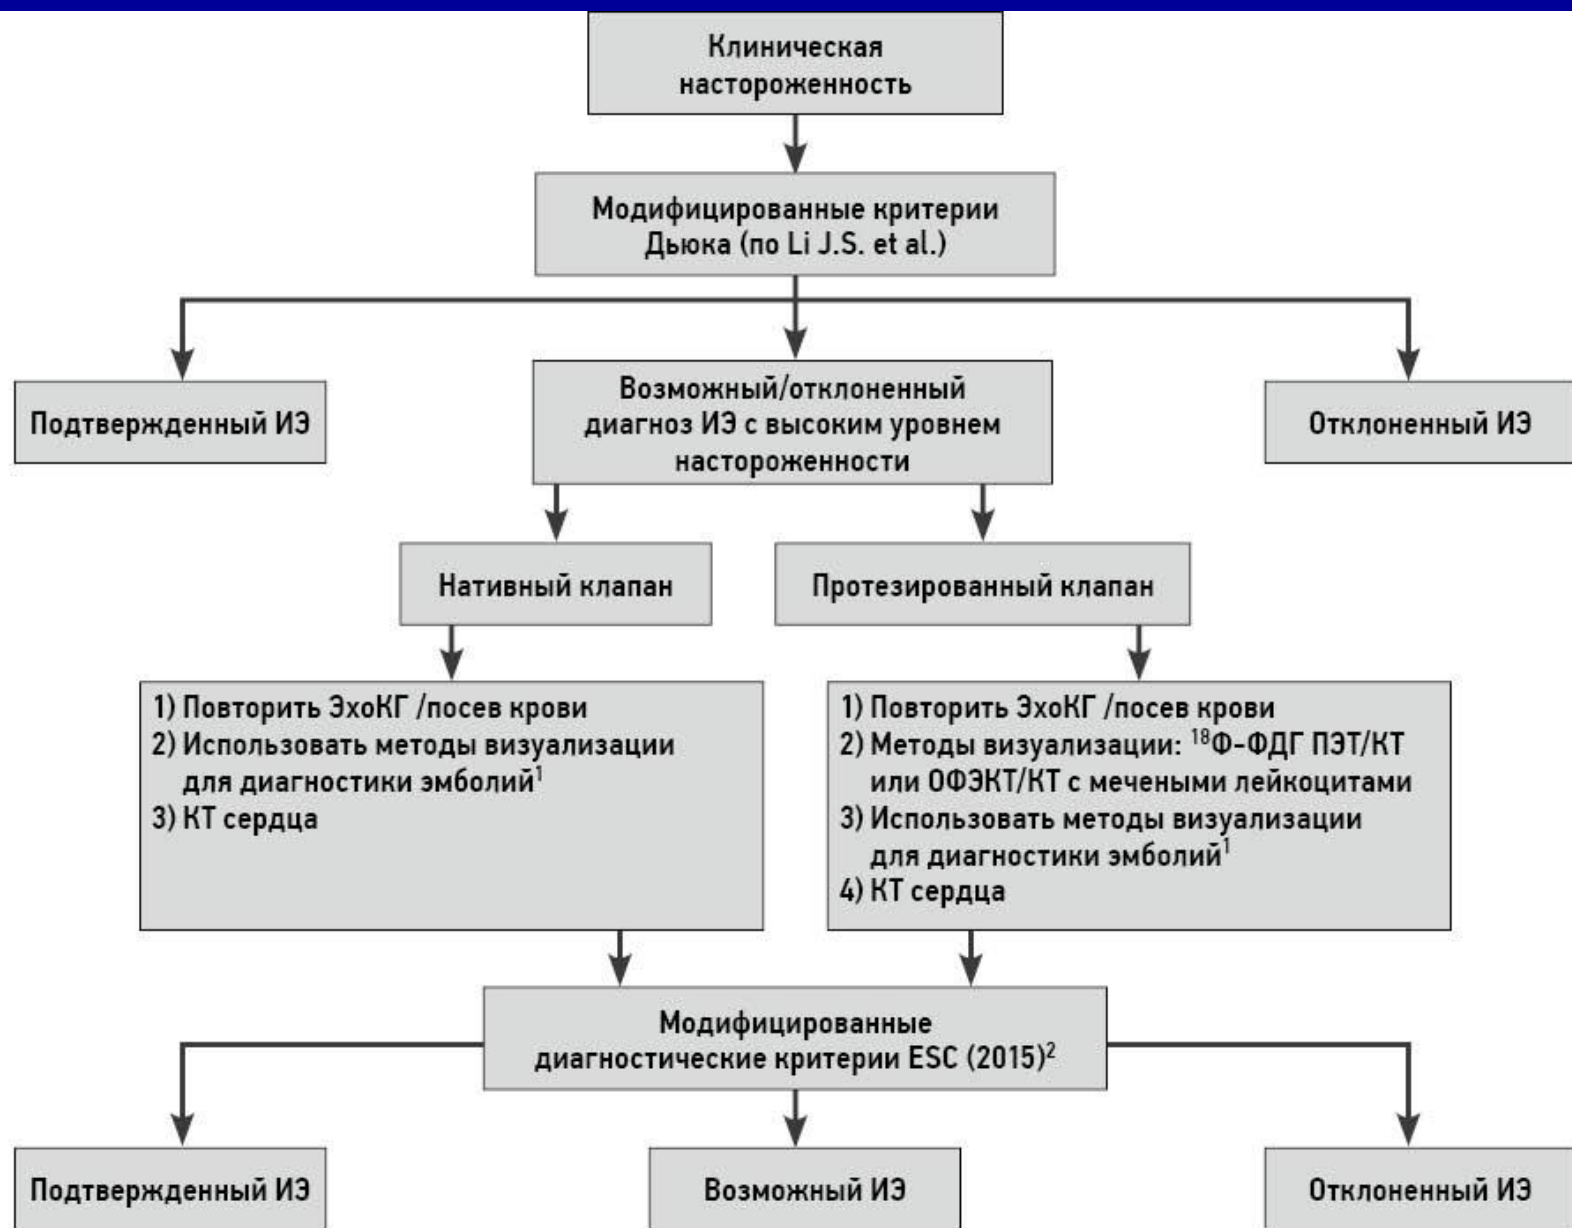 Клиническая
настороженность
Модифицированные критерии
Дьюка (по Li J.S. et al.)
Подтвержденный ИЭ
Возможный/отклоненный
диагноз ИЭ с высоким уровнем
настороженности
Отклоненный ИЭ
Нативный клапан
Протезированный клапан
1) Повторить ЭхоКГ /посев крови
2) Использовать методы визуализации
для диагностики эмболий¹
3) КТ сердца
1) Повторить ЭхоКГ /посев крови
2) Методы визуализации: ¹⁸Ф-ФДГ ПЭТ/КТ
или ОФЭКТ/КТ с мечеными лейкоцитами
3) Использовать методы визуализации
для диагностики эмболий¹
4) КТ сердца
Модифицированные
диагностические критерии ESC (2015)²
Подтвержденный ИЭ
Возможный ИЭ
Отклоненный ИЭ